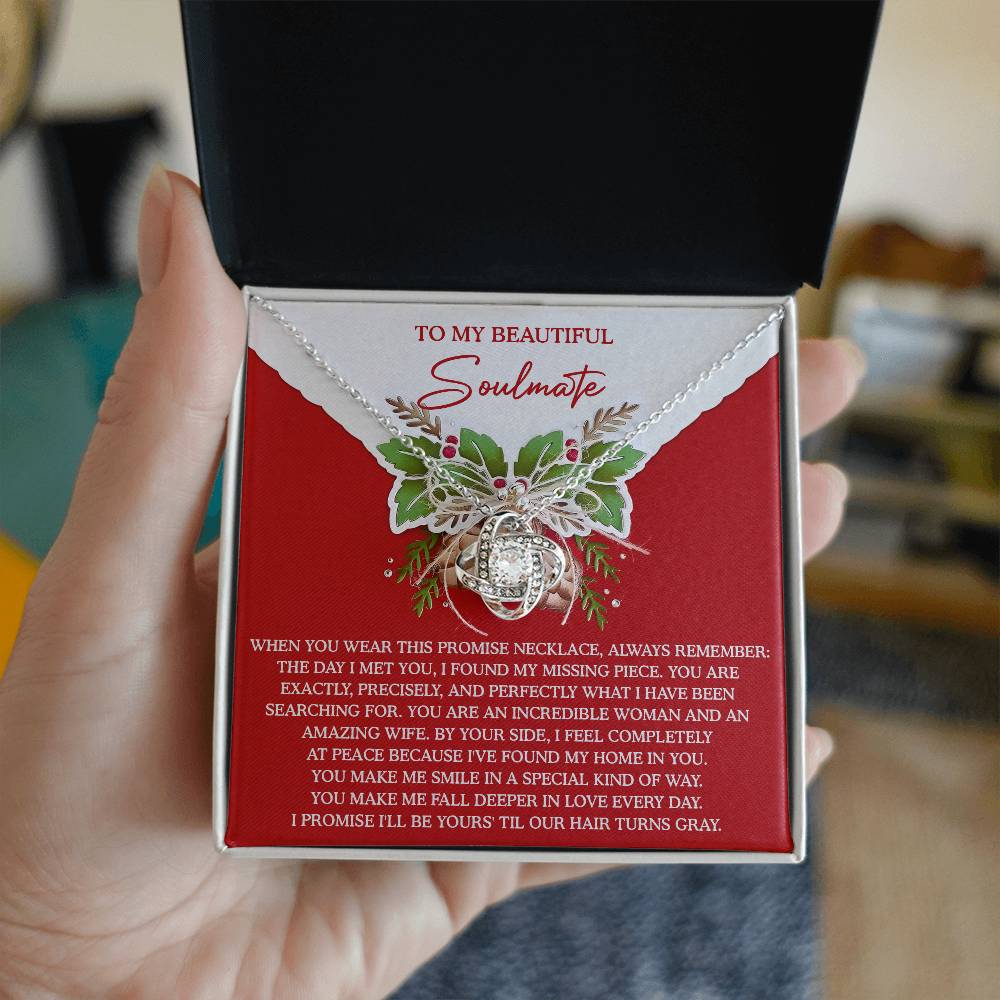 TO MY BEAUTIFUL
Soulmate
WHEN YOU WEAR THIS PROMISE NECKLACE, ALWAYS REMEMBER:
THE DAY I MET YOU, I FOUND MY MISSING PIECE. YOU ARE
EXACTLY, PRECISELY, AND PERFECTLY WHAT I HAVE BEEN
SEARCHING FOR. YOU ARE AN INCREDIBLE WOMAN AND AN
AMAZING WIFE. BY YOUR SIDE, I FEEL COMPLETELY
AT PEACE BECAUSE I'VE FOUND MY HOME IN YOU.
YOU MAKE ME SMILE IN A SPECIAL KIND OF WAY.
YOU MAKE ME FALL DEEPER IN LOVE EVERY DAY.
I PROMISE I'LL BE YOURS' TIL OUR HAIR TURNS GRAY.